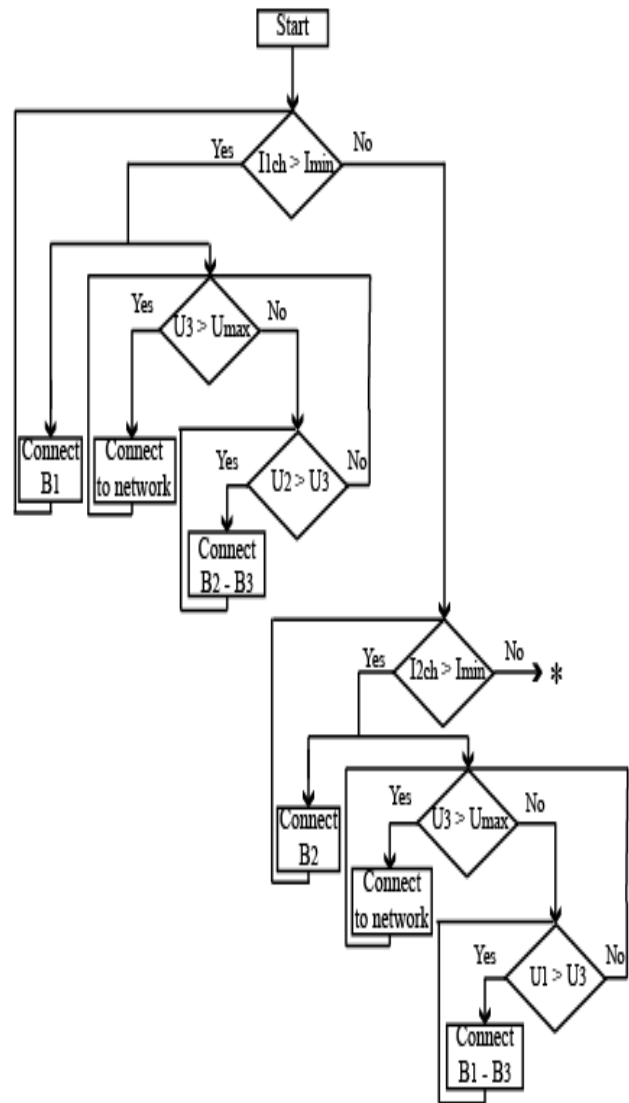 Start
Yes
I1ch > Imin
No
Yes
U3 > Umax
No
Connect
B1
Connect
to network
Yes
U2 > U3
No
Connect
B2 - B3
Yes
I2ch > Imin
No
*
Connect
B2
Yes
U3 > Umax
No
Connect
to network
Yes
U1 > U3
No
Connect
B1 - B3